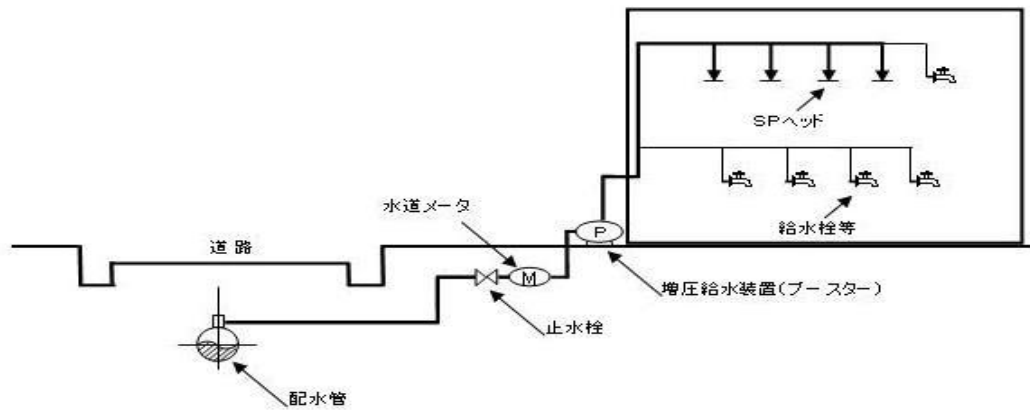 SPヘッド
水道メータ
給水栓等
道路
P
M
増圧給水装置(ブースター)
止水栓
配水管